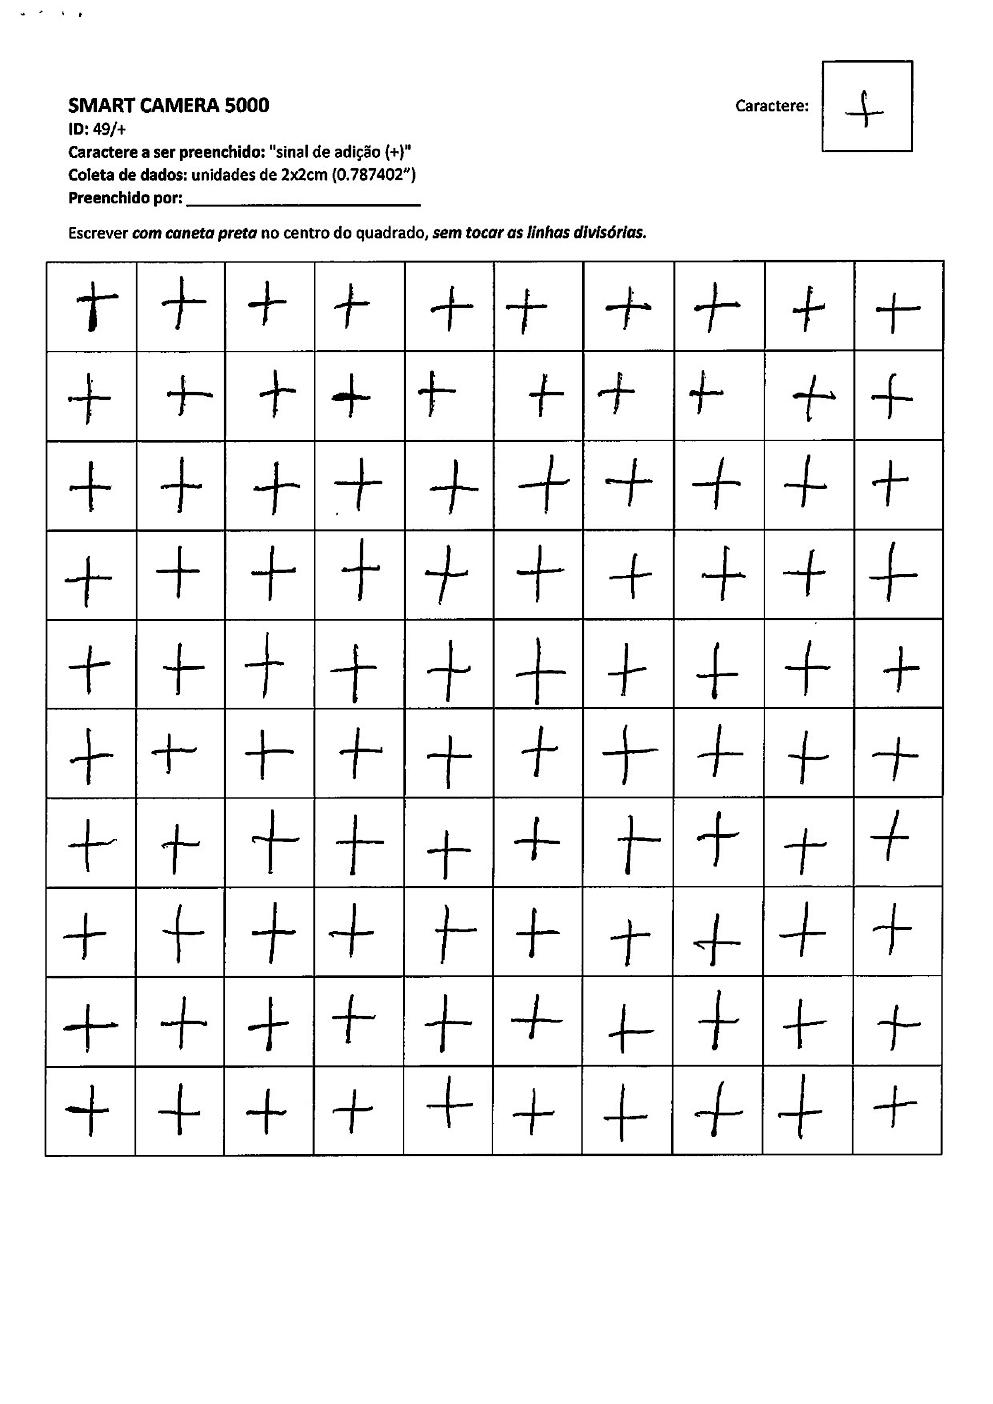 SMART CAMERA 5000
Caractere: +
ID: 49/+
Caractere a ser preenchido: "sinal de adição (+)"
Coleta de dados: unidades de 2x2cm (0.787402”)
Preenchido por: ___________________________
Escrever com caneta preta no centro do quadrado, sem tocar as linhas divisórias.
+ + + + + + + + + +
+ + + + + + + + + +
+ + + + + + + + + +
+ + + + + + + + + +
+ + + + + + + + + +
+ + + + + + + + + +
+ + + + + + + + + +
+ + + + + + + + + +
+ + + + + + + + + +
+ + + + + + + + + +